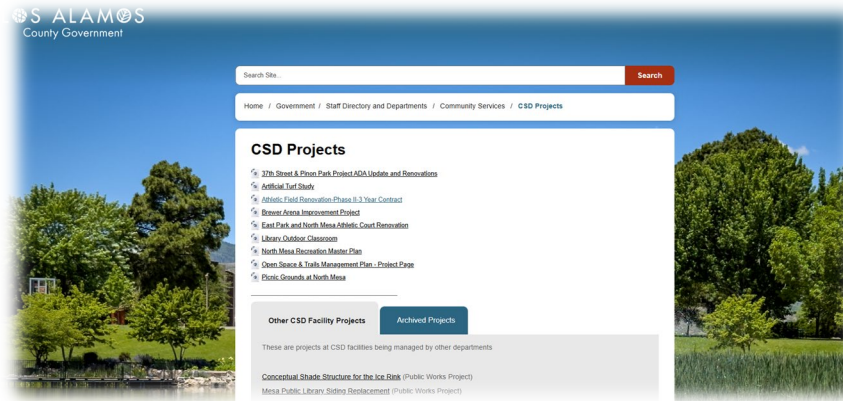 LOS ALAMOS
County Government
Search Site...
Search
Home / Government / Staff Directory and Departments / Community Services / CSD Projects
CSD Projects
37th Street & Pinon Park Project ADA Update and Renovations
Artificial Turf Study
Athletic Field Renovation-Phase II-3 Year Contract
Brewer Arena Improvement Project
East Park and North Mesa Athletic Court Renovation
Library Outdoor Classroom
North Mesa Recreation Master Plan
Open Space & Trails Management Plan - Project Page
Picnic Grounds at North Mesa
Other CSD Facility Projects
Archived Projects
These are projects at CSD facilities being managed by other departments
Conceptual Shade Structure for the Ice Rink (Public Works Project)
Mesa Public Library Siding Replacement (Public Works Project)